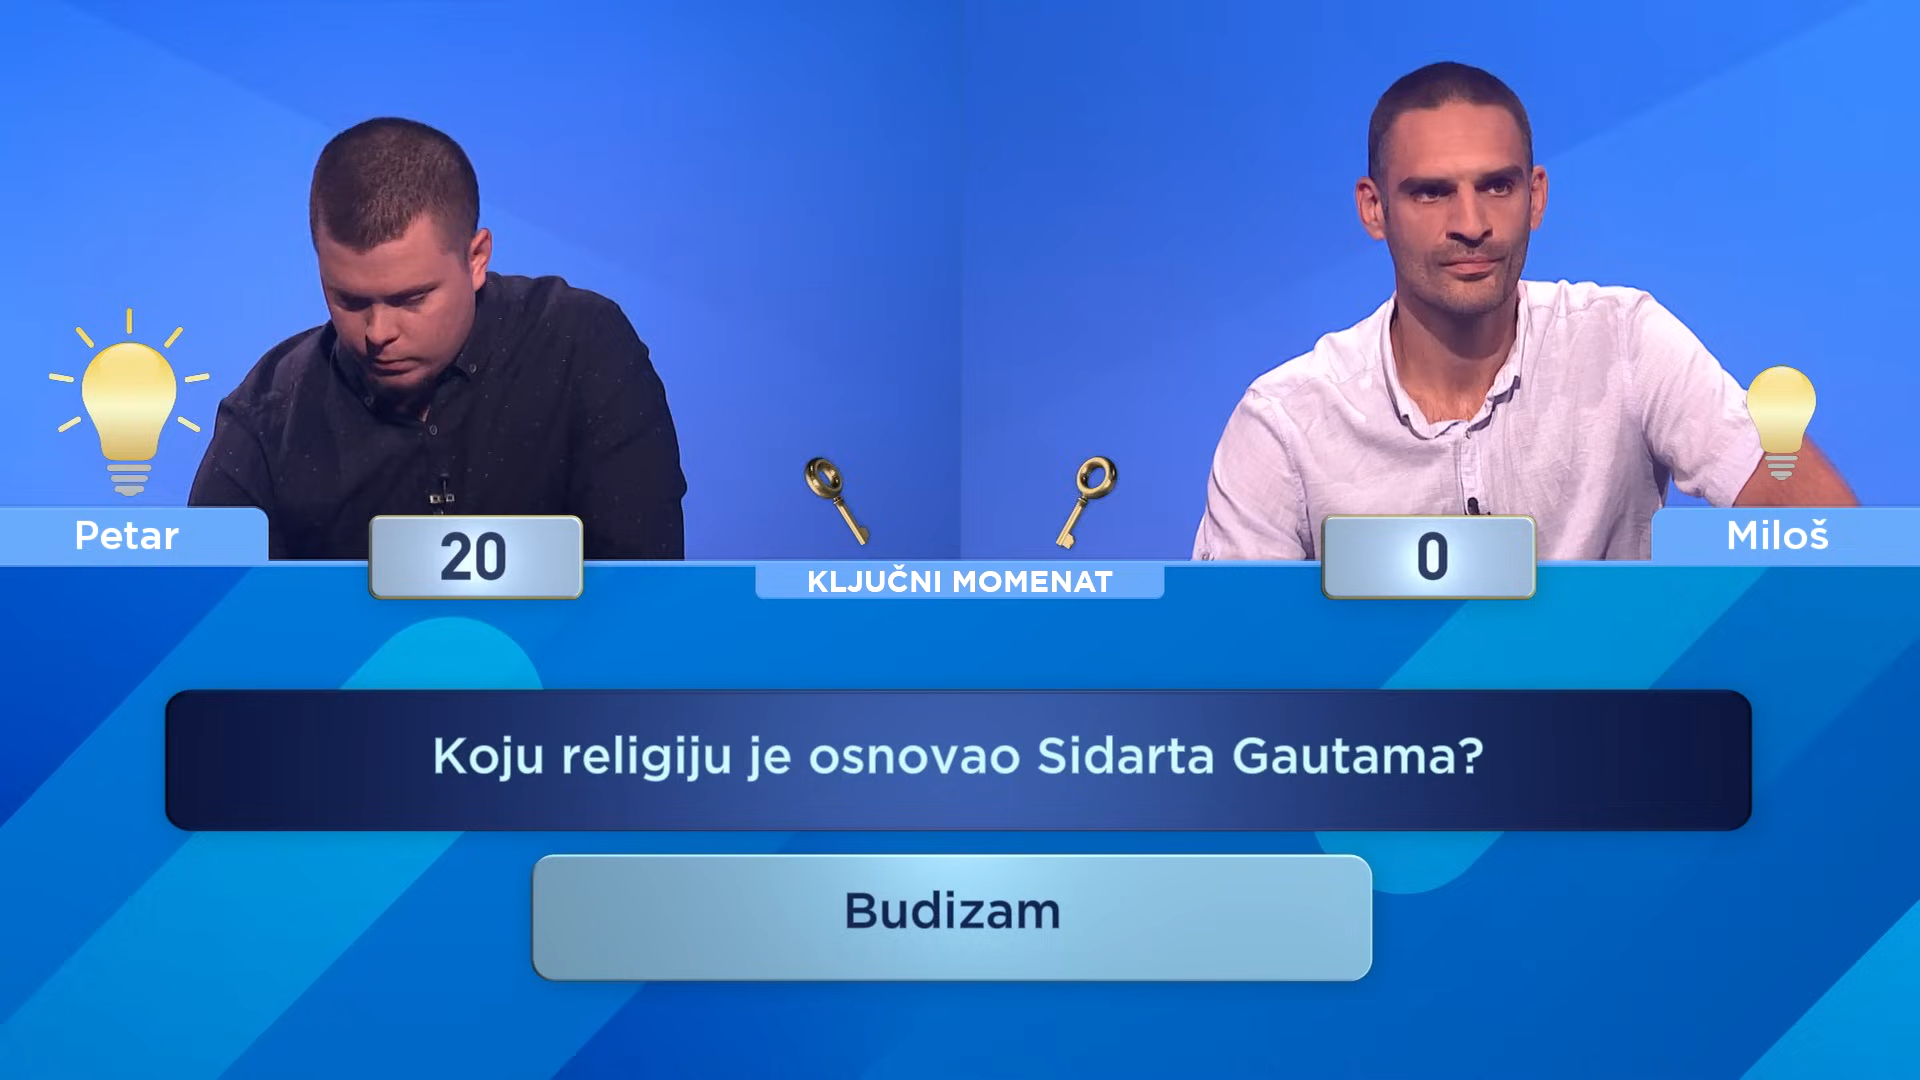 Petar
20
KLJUČNI MOMENAT
0
Miloš
Koju religiju je osnovao Sidarta Gautama?
Budizam